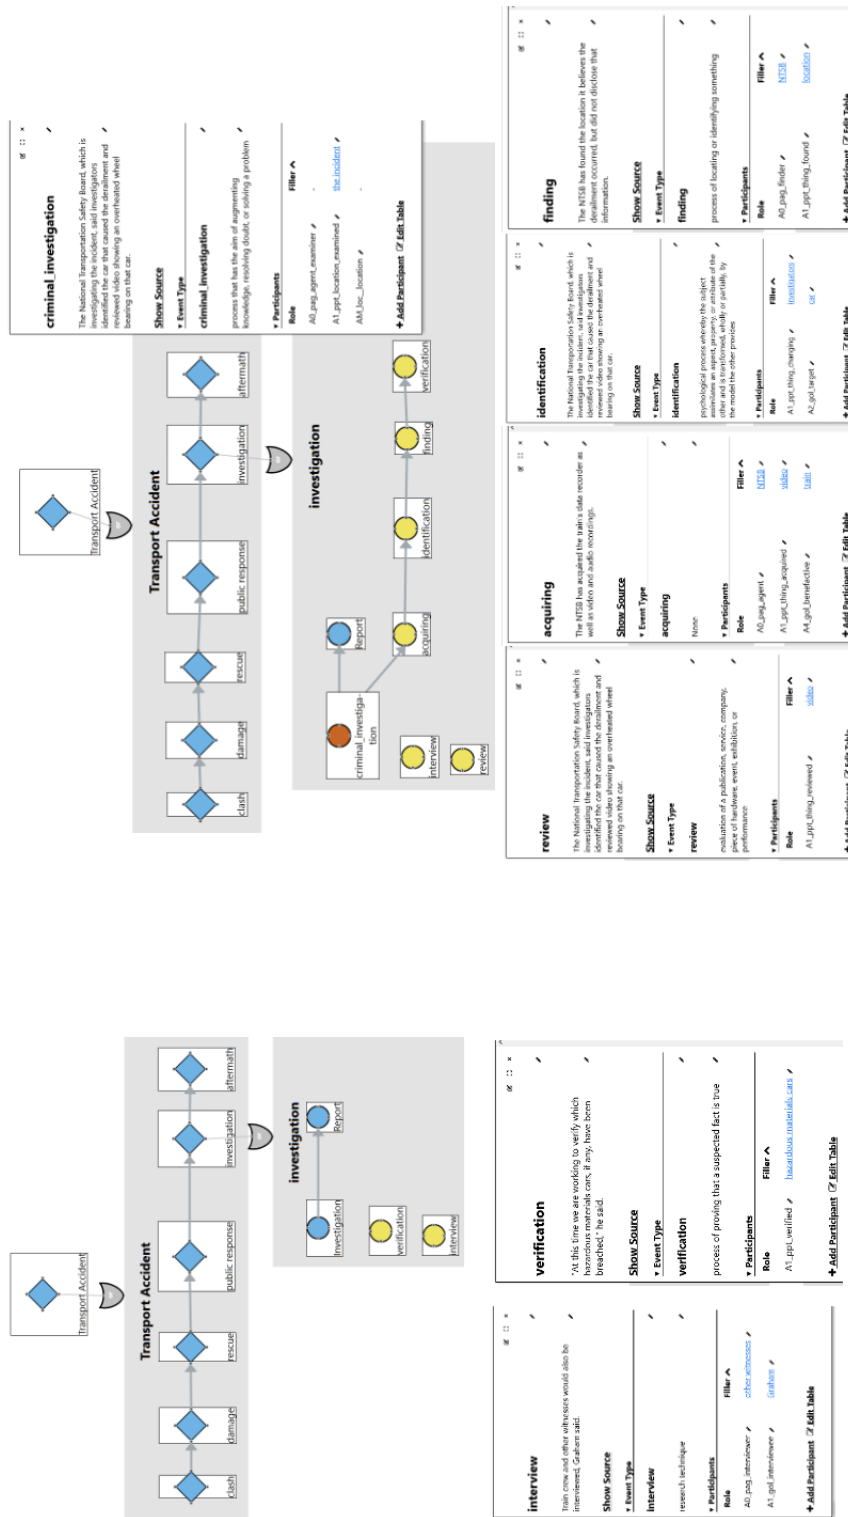 Transport Accident
or
Transport Accident
clash
damage
rescue
public response
investigation
aftermath
or
investigation
Investigation
Report
verification
interview
interview
Train crew and other witnesses would also be
interviewed, Graham said.
Show Source
▾ Event Type
Interview
research technique
▾ Participants
Role
Filler
A0_pag_interviewer
other witnesses
A1_gol_interviewee
Graham
+ Add Participant
Edit Table
verification
"At this time we are working to verify which
hazardous materials cars, if any, have been
breached," he said.
Show Source
▾ Event Type
verification
process of proving that a suspected fact is true
▾ Participants
Role
Filler
A1_ppt_verified
hazardous materials cars
+ Add Participant
Edit Table
Transport Accident
or
Transport Accident
clash
damage
rescue
public response
investigation
aftermath
or
investigation
criminal_investiga-
tion
Report
acquiring
identification
finding
verification
interview
review
criminal_investigation
The National Transportation Safety Board, which is
investigating the incident, said investigators
identified the car that caused the derailment and
reviewed video showing an overheated wheel
bearing on that car.
Show Source
▾ Event Type
criminal_investigation
process that has the aim of augmenting
knowledge, resolving doubt, or solving a problem
▾ Participants
Role
Filler
A0_pag_agent_examiner
-
A1_ppt_location_examined
the incident
AM_loc__location
-
+ Add Participant
Edit Table
review
The National Transportation Safety Board, which is
investigating the incident, said investigators
identified the car that caused the derailment and
reviewed video showing an overheated wheel
bearing on that car.
Show Source
▾ Event Type
review
evaluation of a publication, service, company,
piece of hardware, event, exhibition, or
performance
▾ Participants
Role
Filler
A1_ppt_thing_reviewed
video
+ Add Participant
Edit Table
acquiring
The NTSB has acquired the train's data recorder as
well as video and audio recordings.
Show Source
▾ Event Type
acquiring
None
▾ Participants
Role
Filler
A0_pag_agent
NTSB
A1_ppt_thing_acquired
video
A4_gol_benefactive
train
+ Add Participant
Edit Table
identification
The National Transportation Safety Board, which is
investigating the incident, said investigators
identified the car that caused the derailment and
reviewed video showing an overheated wheel
bearing on that car.
Show Source
▾ Event Type
identification
psychological process whereby the subject
assimilates an aspect, property, or attribute of the
other and is transformed, wholly or partially, by
the model the other provides
▾ Participants
Role
Filler
A1_ppt_thing_changing
investigators
A2_gol_target
car
+ Add Participant
Edit Table
finding
The NTSB has found the location it believes the
derailment occurred, but did not disclose that
information.
Show Source
▾ Event Type
finding
process of locating or identifying something
▾ Participants
Role
Filler
A0_pag_finder
NTSB
A1_ppt_thing_found
location
+ Add Participant
Edit Table